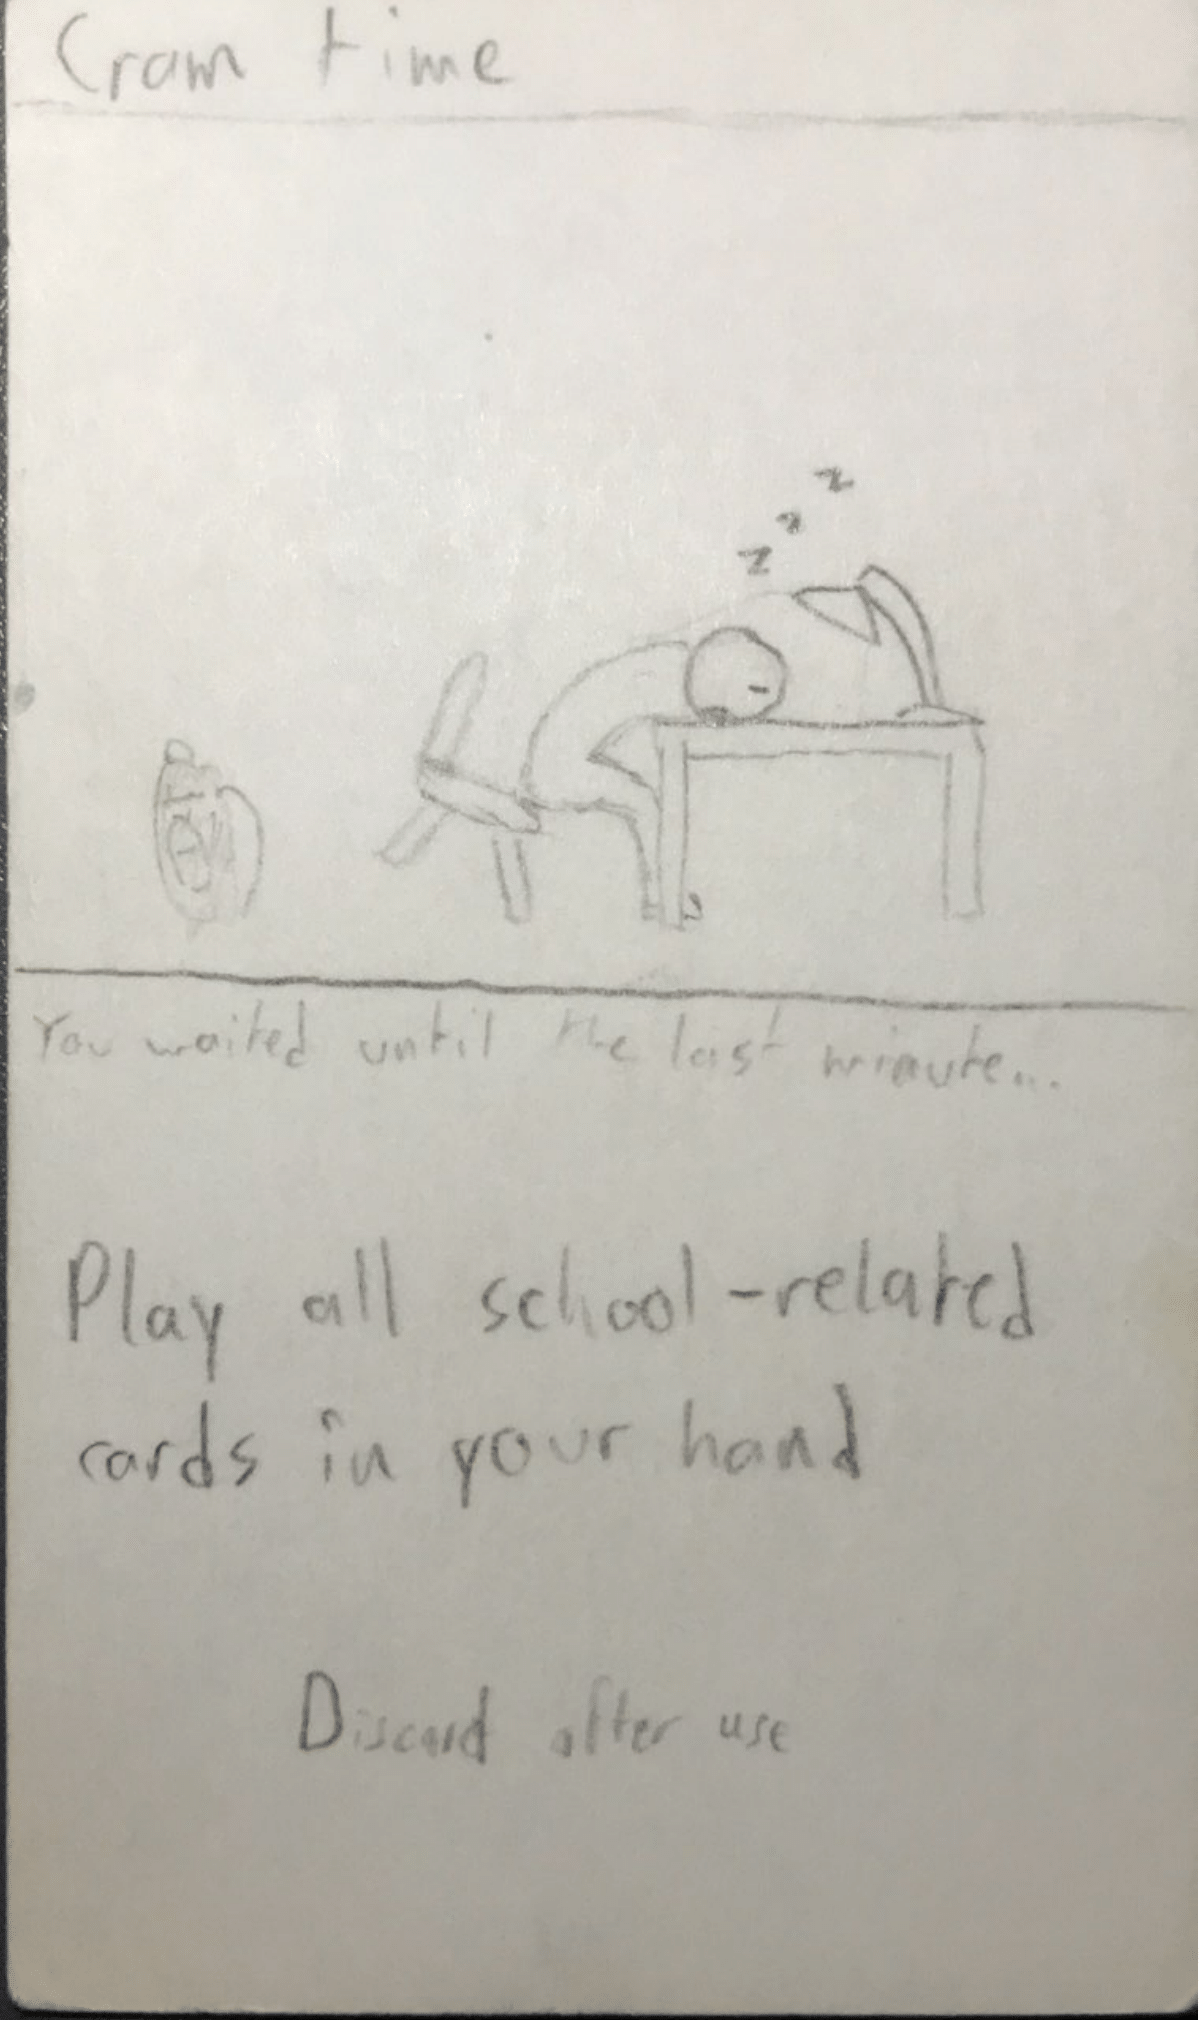 Cram time
z
z
z
You waited until the last minute...
Play all school-related
cards in your hand
Discard after use